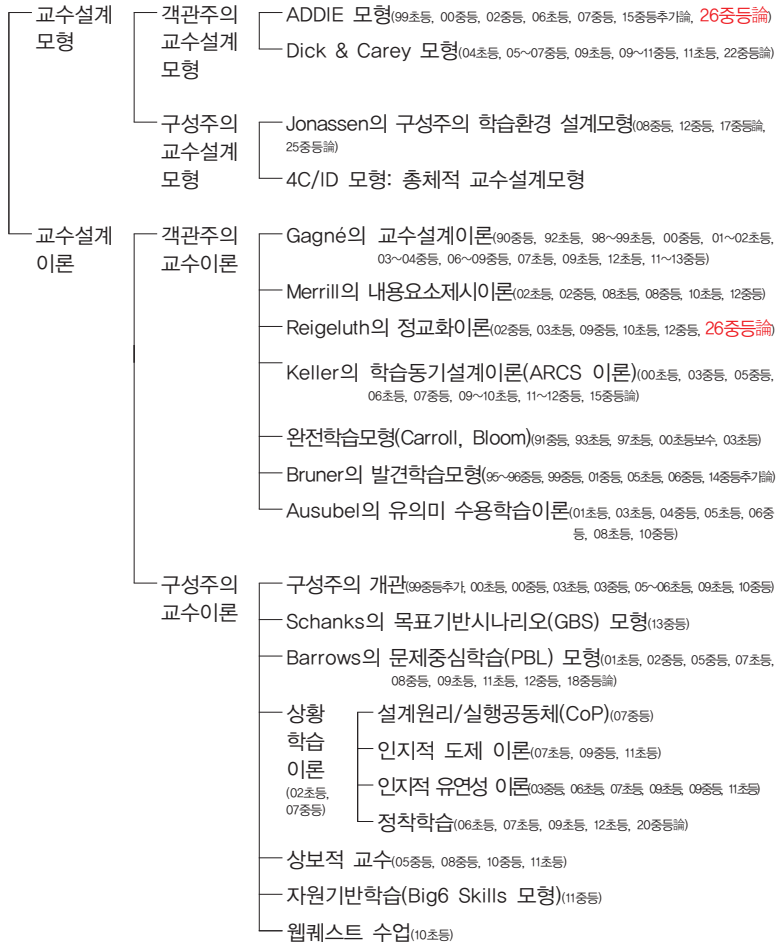 교수설계 모형
객관주의 교수설계 모형
ADDIE 모형(99초등, 00중등, 02중등, 06초등, 07중등, 15중등추가論, 26중등論)
Dick & Carey 모형(04초등, 05~07중등, 09초등, 09~11중등, 11초등, 22중등論)
구성주의 교수설계 모형
Jonassen의 구성주의 학습환경 설계모형(08중등, 12중등, 17중등論,
25중등論)
4C/ID 모형: 총체적 교수설계모형
교수설계 이론
객관주의 교수이론
Gagné의 교수설계이론(90중등, 92초등, 98~99초등, 00중등, 01~02초등,
03~04중등, 06~09중등, 07초등, 09초등, 12초등, 11~13중등)
Merrill의 내용요소제시이론(02초등, 02중등, 08초등, 08중등, 10초등, 12중등)
Reigeluth의 정교화이론(02중등, 03초등, 09중등, 10초등, 12중등, 26중등論)
Keller의 학습동기설계이론(ARCS 이론)(00초등, 03중등, 05중등,
06초등, 07중등, 09~10초등, 11~12중등, 15중등論)
완전학습모형(Carroll, Bloom)(91중등, 93초등, 97초등, 00초등보수, 03초등)
Bruner의 발견학습모형(95~96중등, 99중등, 01중등, 05초등, 06중등, 14중등추가論)
Ausubel의 유의미 수용학습이론(01초등, 03초등, 04중등, 05초등, 06중
등, 08초등, 10중등)
구성주의 교수이론
구성주의 개관(99중등추가, 00초등, 00중등, 03초등, 03중등, 05~06초등, 09초등, 10중등)
Schanks의 목표기반시나리오(GBS) 모형(13중등)
Barrows의 문제중심학습(PBL) 모형(01초등, 02중등, 05중등, 07초등,
08중등, 09초등, 11초등, 12중등, 18중등論)
상황
학습
이론
(02초등,
07중등)
설계원리/실행공동체(CoP)(07중등)
인지적 도제 이론(07초등, 09중등, 11초등)
인지적 유연성 이론(03중등, 06초등, 07초등, 09초등, 09중등, 11초등)
정착학습(06초등, 07초등, 09초등, 12초등, 20중등論)
상보적 교수(05중등, 08중등, 10중등, 11초등)
자원기반학습(Big6 Skills 모형)(11중등)
웹퀘스트 수업(10초등)